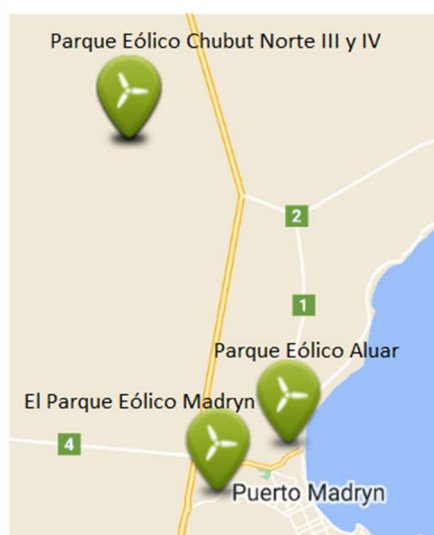 Parque Eólico Chubut Norte III y IV
2
1
Parque Eólico Aluar
El Parque Eólico Madryn
4
Puerto Madryn